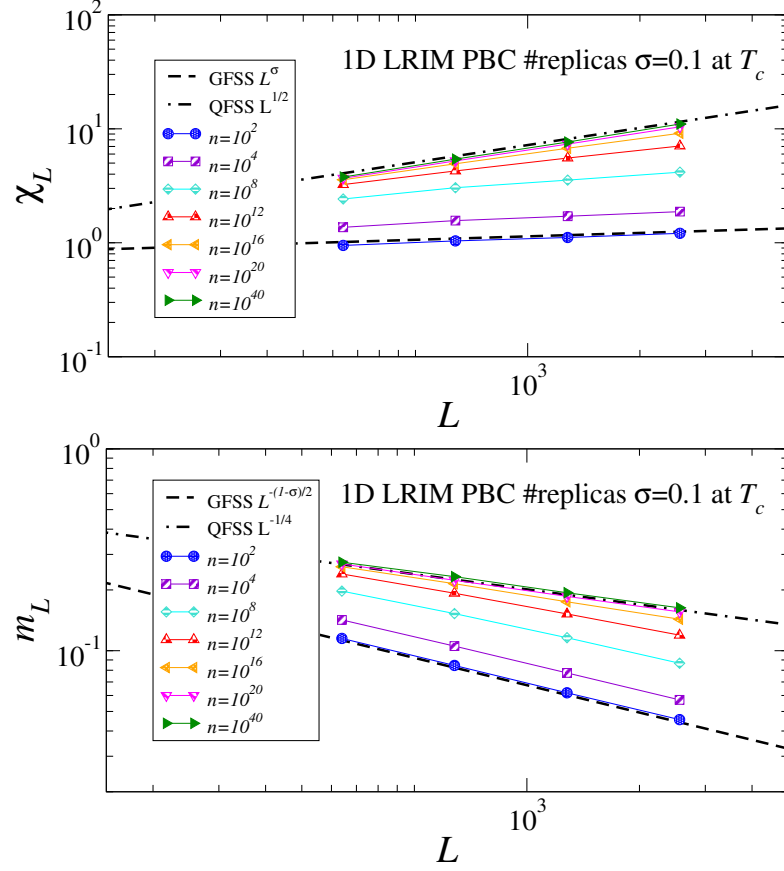 10^2
1D LRIM PBC #replicas σ=0.1 at T_c
GFSS L^σ
QFSS L^1/2
n=10^2
n=10^4
n=10^8
n=10^12
n=10^16
n=10^20
n=10^40
10^1
10^0
10^-1
χ_L
10^3
L
10^0
1D LRIM PBC #replicas σ=0.1 at T_c
GFSS L^-(1-σ)/2
QFSS L^-1/4
n=10^2
n=10^4
n=10^8
n=10^12
n=10^16
n=10^20
n=10^40
10^-1
m_L
10^3
L